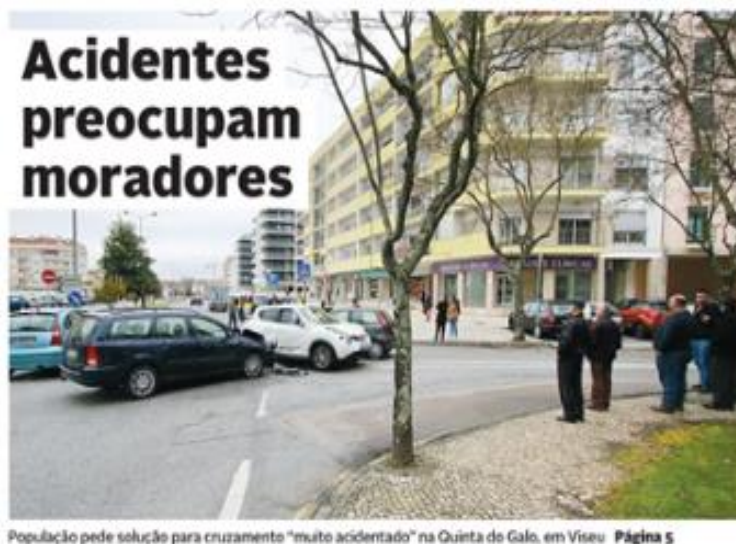 Acidentes
preocupam
moradores
População pede solução para cruzamento "muito acidentado" na Quinta do Galo, em Viseu Página 5